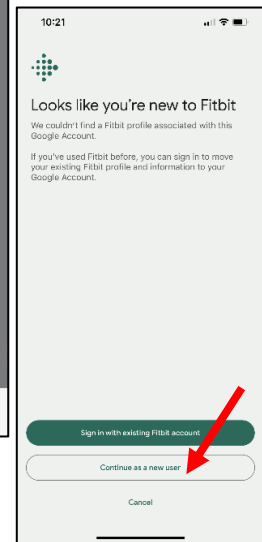 10:21
Looks like you're new to Fitbit
We couldn't find a Fitbit profile associated with this
Google Account.
If you've used Fitbit before, you can sign in to move
your existing Fitbit profile and information to your
Google Account.
Sign in with existing Fitbit account
Continue as a new user
Cancel